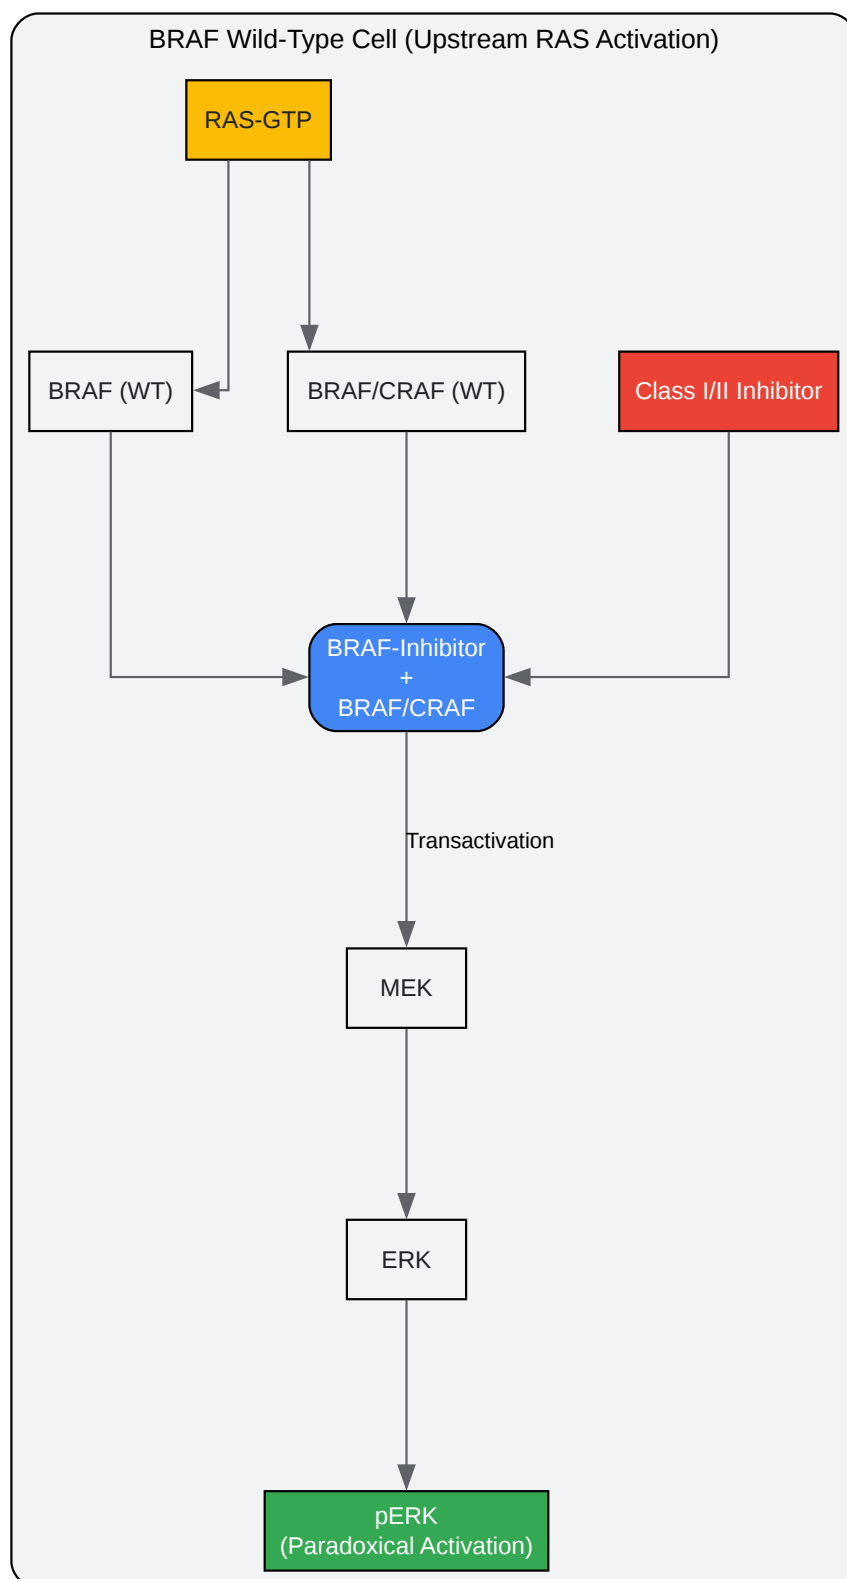 BRAF Wild-Type Cell (Upstream RAS Activation)
RAS-GTP
BRAF (WT)
BRAF/CRAF (WT)
Class I/II Inhibitor
BRAF-Inhibitor
+
BRAF/CRAF
Transactivation
MEK
ERK
pERK
(Paradoxical Activation)